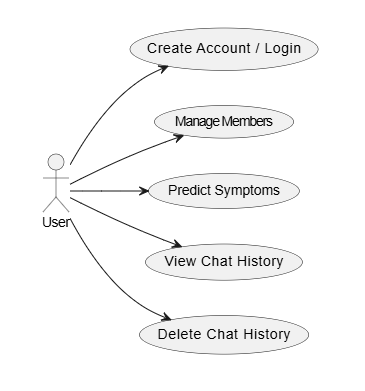 Create Account / Login
Manage Members
Predict Symptoms
User
View Chat History
Delete Chat History